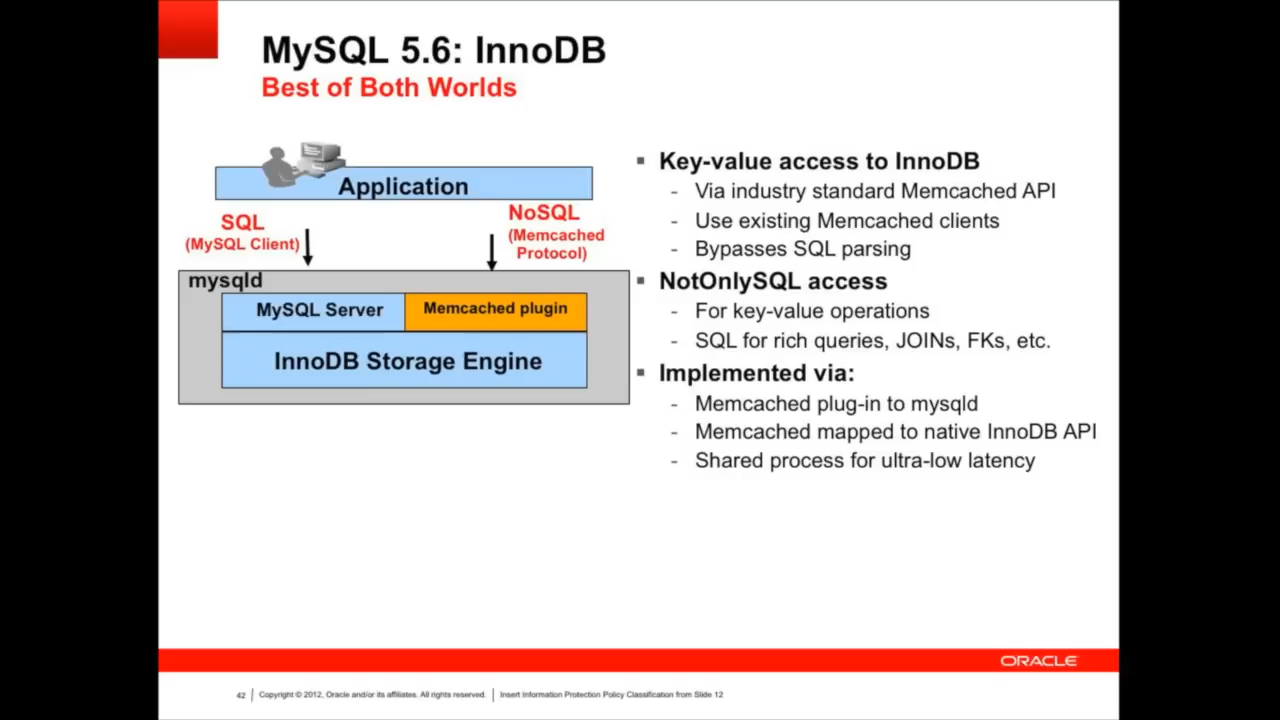 MySQL 5.6: InnoDB
Best of Both Worlds
Application
SQL
(MySQL Client)
NoSQL
(Memcached
Protocol)
mysqld
MySQL Server
Memcached plugin
InnoDB Storage Engine
▪ Key-value access to InnoDB
- Via industry standard Memcached API
- Use existing Memcached clients
- Bypasses SQL parsing
▪ NotOnlySQL access
- For key-value operations
- SQL for rich queries, JOINs, FKs, etc.
▪ Implemented via:
- Memcached plug-in to mysqld
- Memcached mapped to native InnoDB API
- Shared process for ultra-low latency
ORACLE
42 | Copyright © 2012, Oracle and/or its affiliates. All rights reserved. | Insert Information Protection Policy Classification from Slide 12